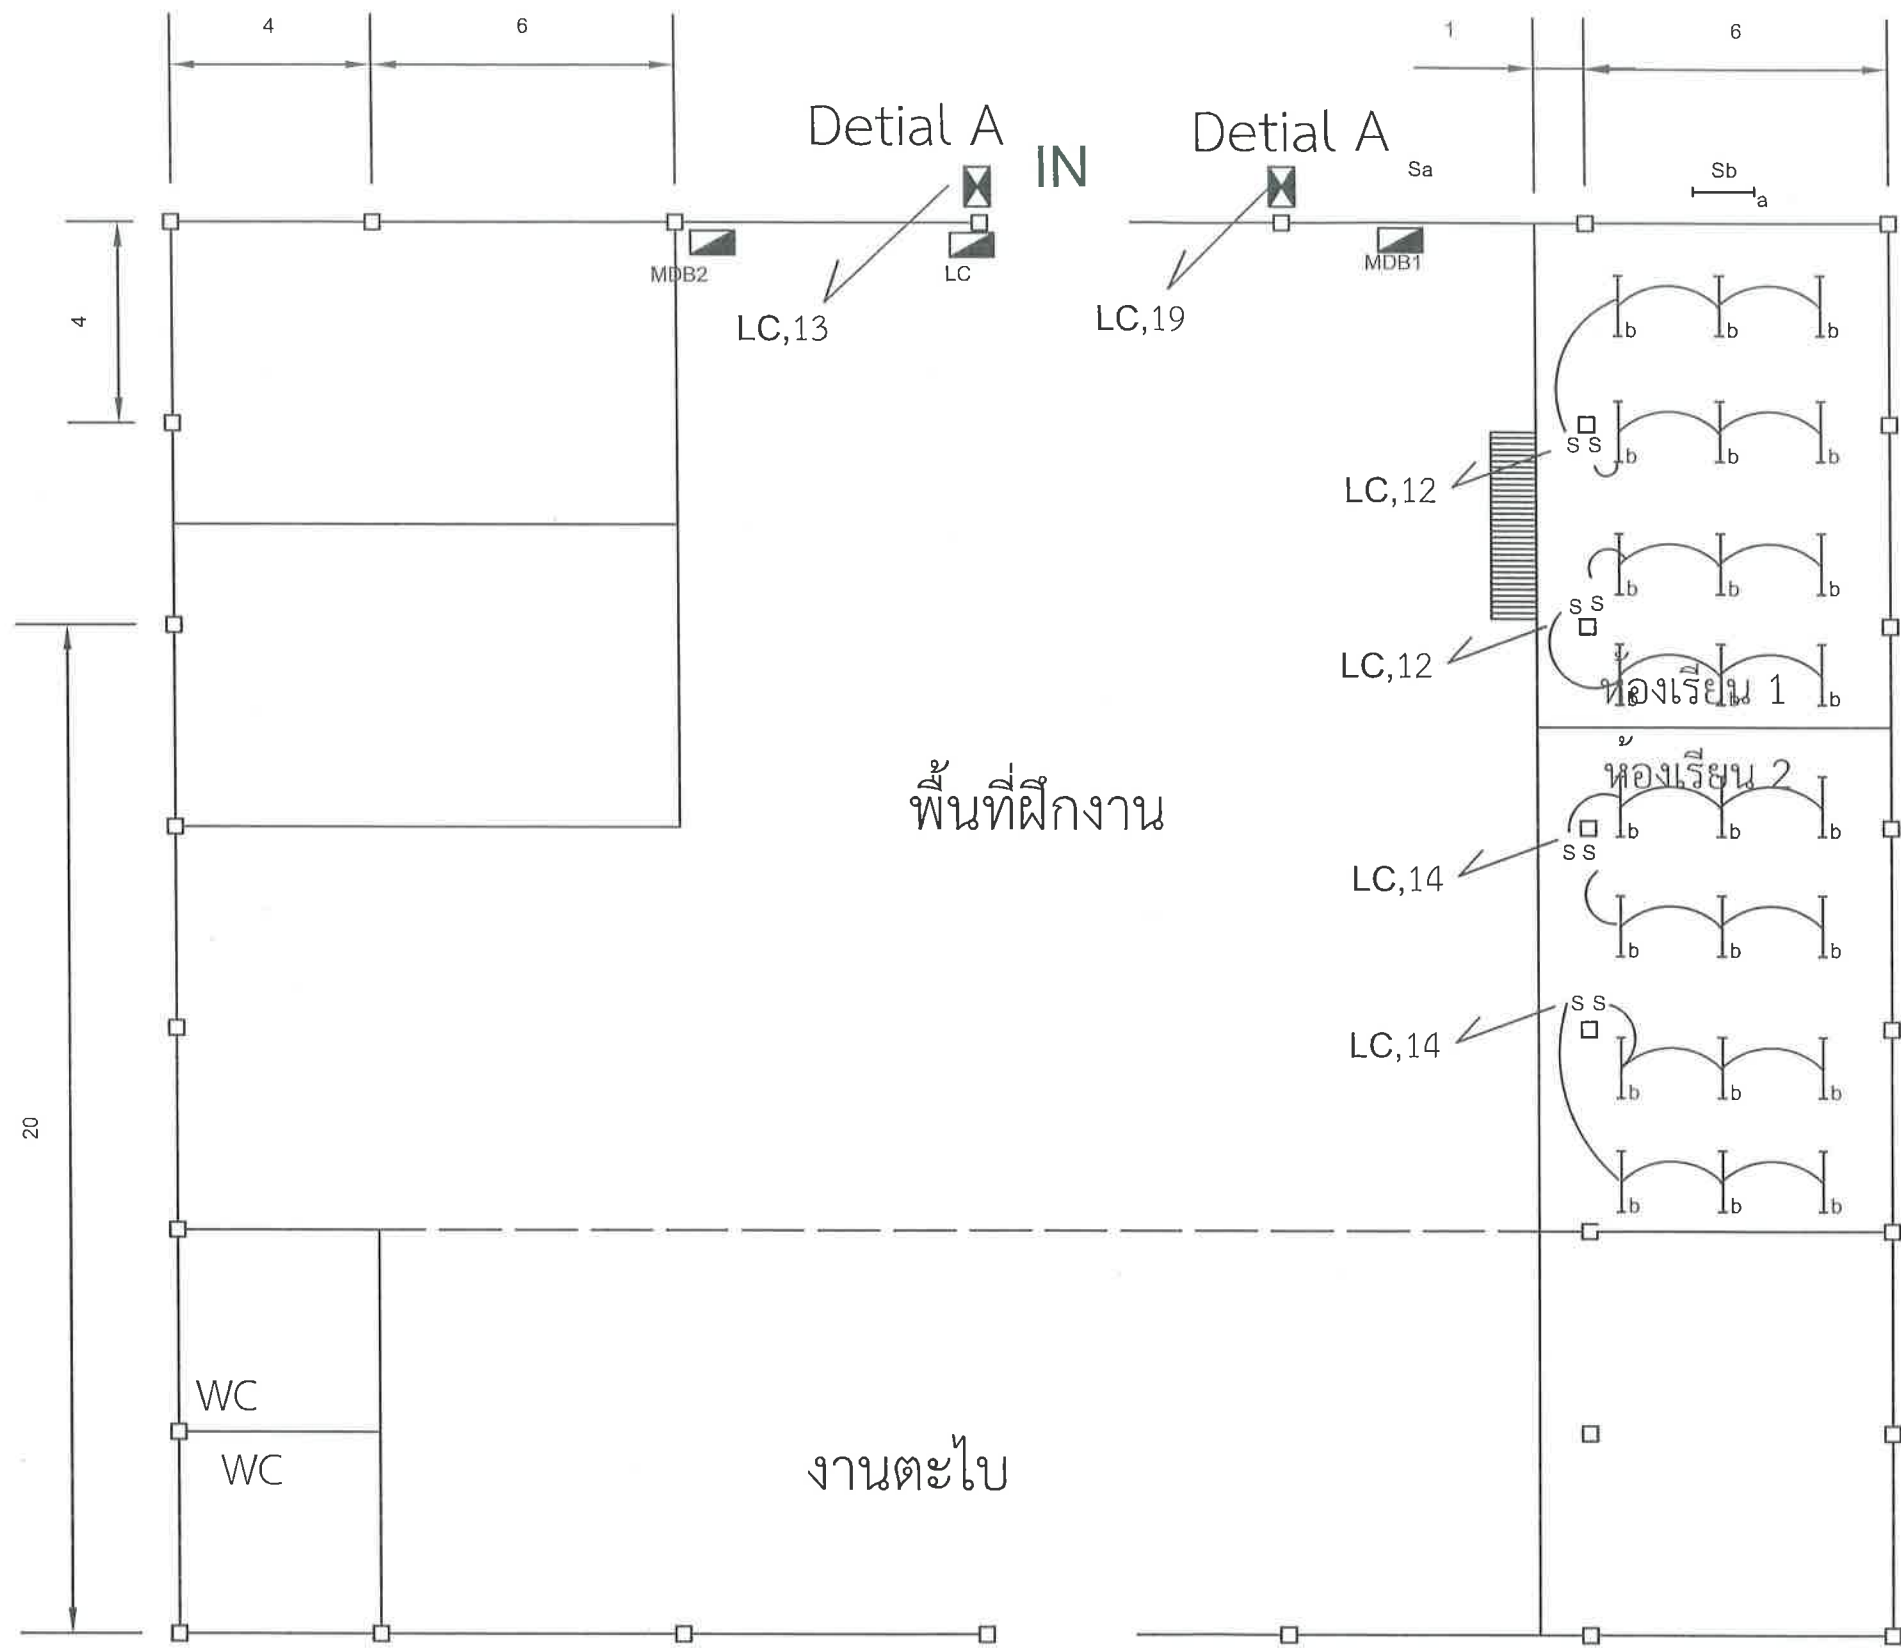 4
6
1
6
Detial A
IN
Detial A
Sa
Sb
a
MDB2
LC
MDB1
4
LC,13
LC,19
b b b
S S
b b b
LC,12
b b b
S S
LC,12
b b b
ห้องเรียน 1
ห้องเรียน 2
พื้นที่ฝึกงาน
b b b
S S
LC,14
b b b
S S
LC,14
b b b
20
b b b
WC
WC
งานตะไบ